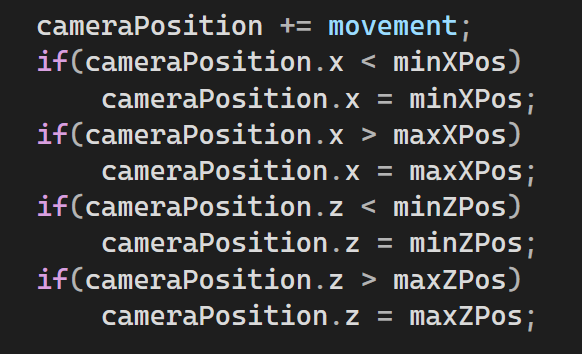 cameraPosition += movement;
if(cameraPosition.x < minXPos)
    cameraPosition.x = minXPos;
if(cameraPosition.x > maxXPos)
    cameraPosition.x = maxXPos;
if(cameraPosition.z < minZPos)
    cameraPosition.z = minZPos;
if(cameraPosition.z > maxZPos)
    cameraPosition.z = maxZPos;